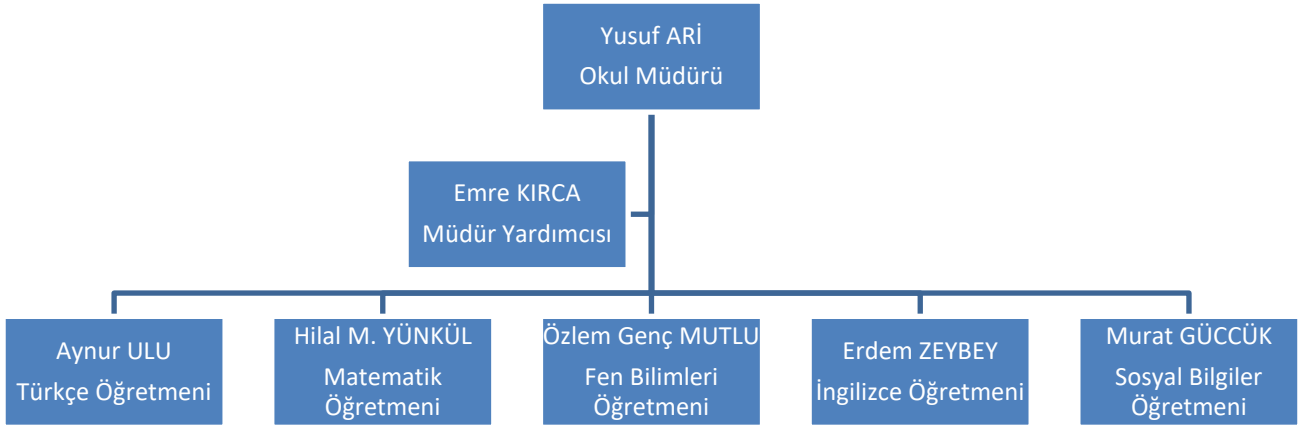 Yusuf ARİ
Okul Müdürü
Emre KIRCA
Müdür Yardımcısı
Aynur ULU
Türkçe Öğretmeni
Hilal M. YÜNKÜL
Matematik
Öğretmeni
Özlem Genç MUTLU
Fen Bilimleri
Öğretmeni
Erdem ZEYBEY
İngilizce Öğretmeni
Murat GÜCCÜK
Sosyal Bilgiler
Öğretmeni